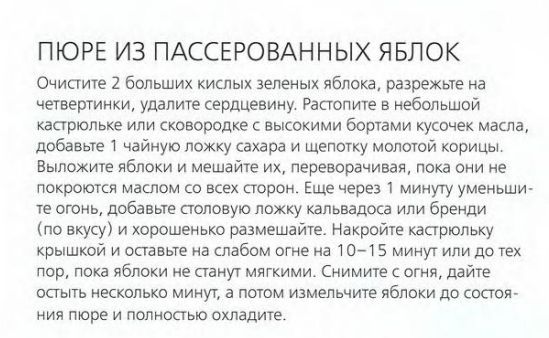 ПЮРЕ ИЗ ПАССЕРОВАННЫХ ЯБЛОК
Очистите 2 больших кислых зеленых яблока, разрежьте на
четвертинки, удалите сердцевину. Растопите в небольшой
кастрюльке или сковородке с высокими бортами кусочек масла,
добавьте 1 чайную ложку сахара и щепотку молотой корицы.
Выложите яблоки и мешайте их, переворачивая, пока они не
покроются маслом со всех сторон. Еще через 1 минуту уменьши-
те огонь, добавьте столовую ложку кальвадоса или бренди
(по вкусу) и хорошенько размешайте. Накройте кастрюльку
крышкой и оставьте на слабом огне на 10–15 минут или до тех
пор, пока яблоки не станут мягкими. Снимите с огня, дайте
остыть несколько минут, а потом измельчите яблоки до состоя-
ния пюре и полностью охладите.